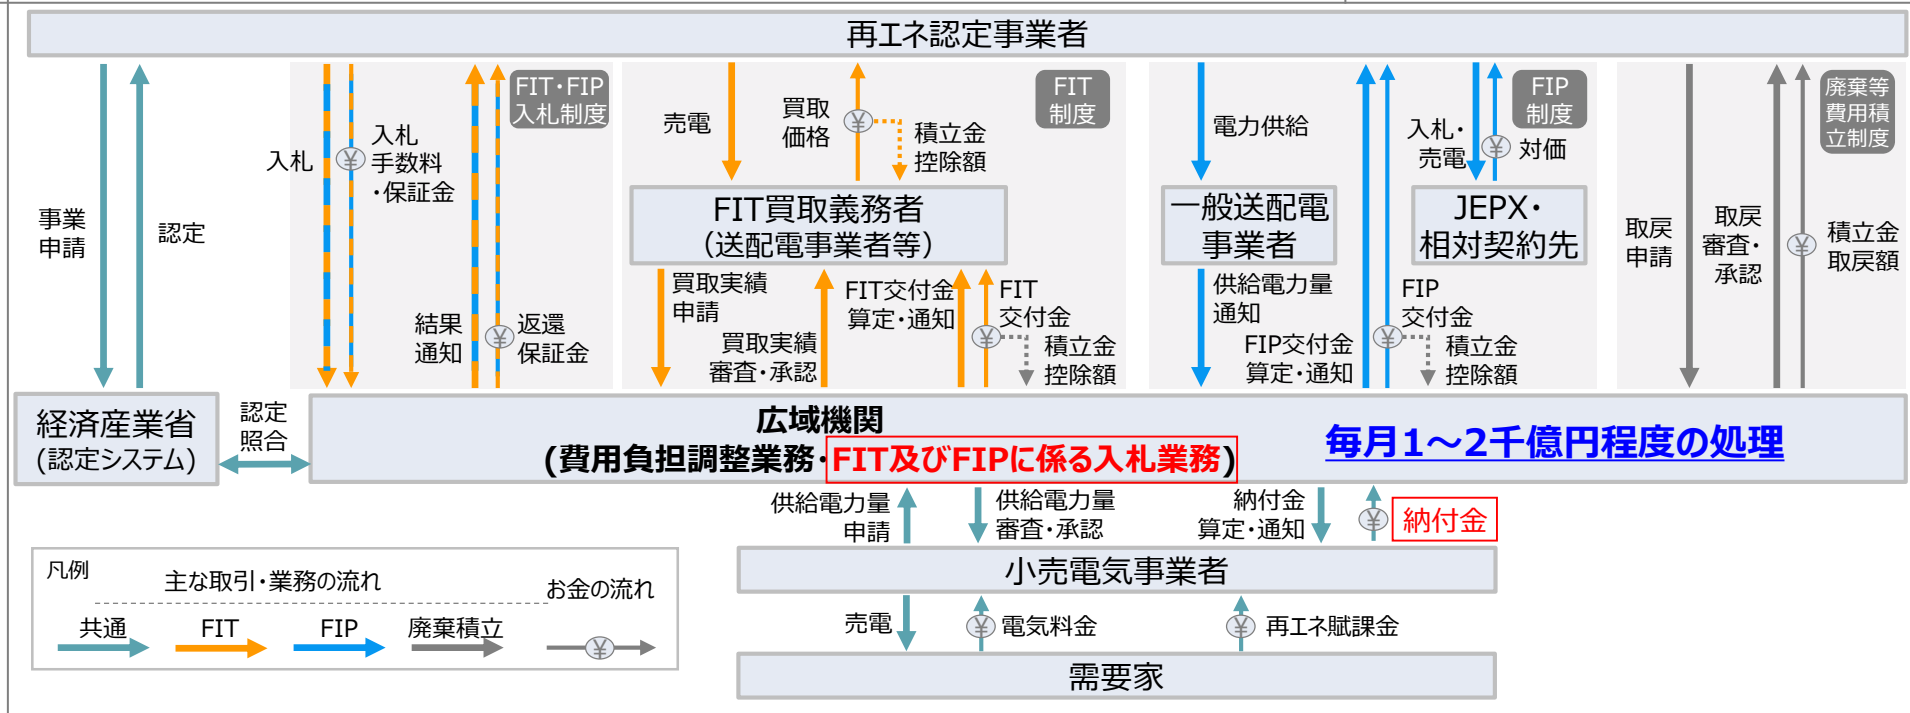 再エネ認定事業者
事業
申請
認定
FIT・FIP
入札制度
入札
¥
入札
手数料
・保証金
結果
通知
¥
返還
保証金
FIT
制度
売電
買取
価格
¥
積立金
控除額
FIT買取義務者
（送配電事業者等）
買取実績
申請
買取実績
審査・承認
FIT交付金
算定・通知
FIT
交付金
¥
積立金
控除額
FIP
制度
電力供給
入札・
売電
¥
対価
一般送配電
事業者
JEPX・
相対契約先
供給電力量
通知
FIP交付金
算定・通知
FIP
交付金
¥
積立金
控除額
廃棄等
費用積
立制度
取戻
申請
取戻
審査・
承認
¥
積立金
取戻額
経済産業省
(認定システム)
認定
照合
広域機関
(費用負担調整業務・FIT及びFIPに係る入札業務)
毎月1～2千億円程度の処理
供給電力量
申請
供給電力量
審査・承認
納付金
算定・通知
¥
納付金
小売電気事業者
売電
¥
電気料金
¥
再エネ賦課金
需要家
凡例
主な取引・業務の流れ
お金の流れ
共通
FIT
FIP
廃棄積立
¥